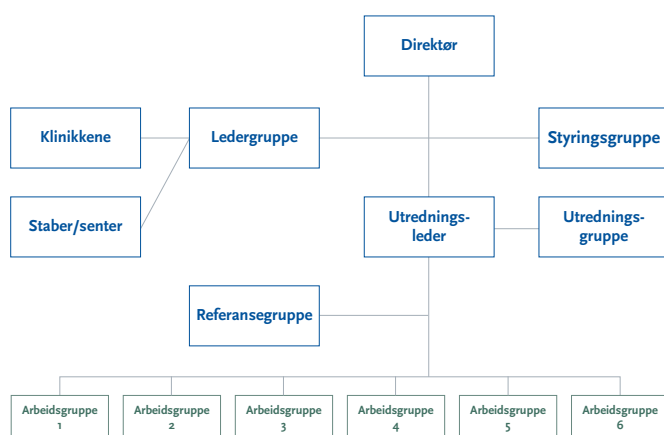 Direktør
Klinikkene
Ledergruppe
Styringsgruppe
Staber/senter
Utrednings-
leder
Utrednings-
gruppe
Referansegruppe
Arbeidsgruppe
1
Arbeidsgruppe
2
Arbeidsgruppe
3
Arbeidsgruppe
4
Arbeidsgruppe
5
Arbeidsgruppe
6